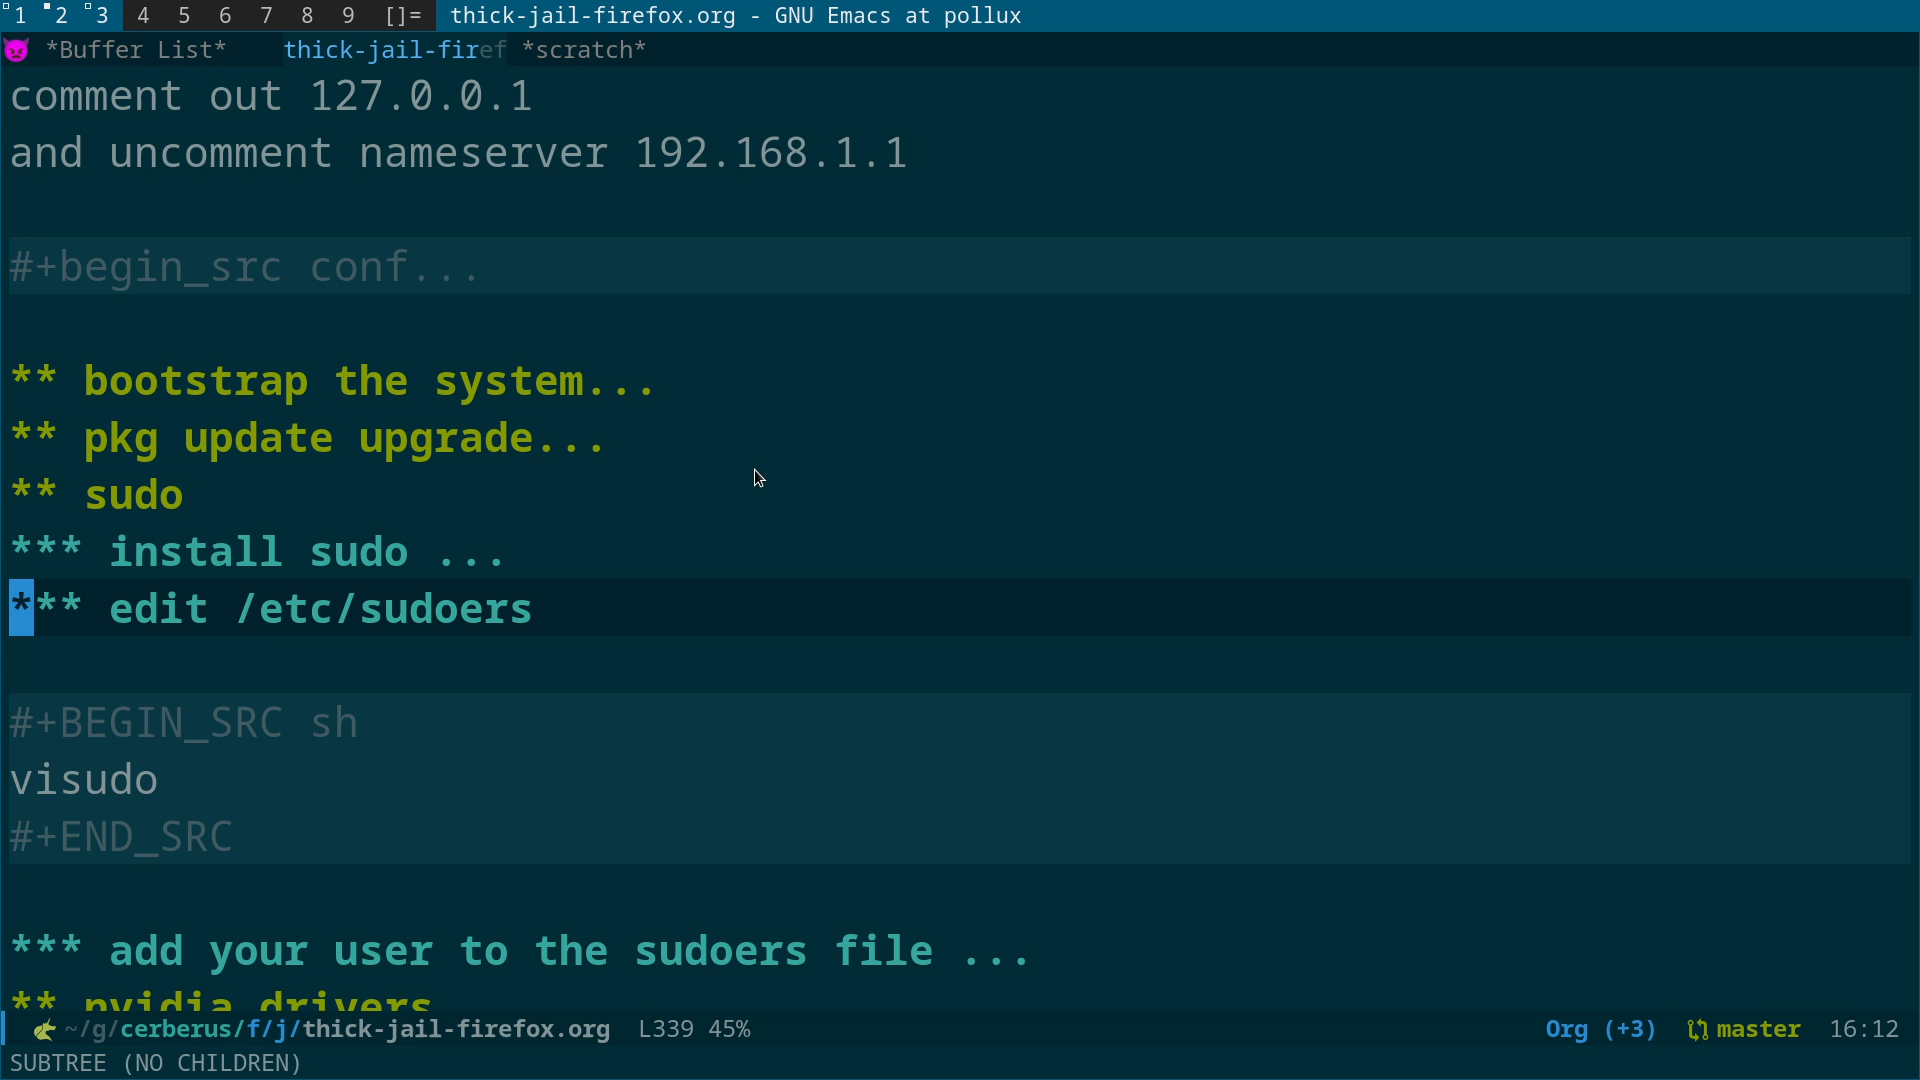 1 2 3 4 5 6 7 8 9 []= thick-jail-firefox.org - GNU Emacs at pollux
*Buffer List* thick-jail-firef *scratch*
comment out 127.0.0.1
and uncomment nameserver 192.168.1.1
#+begin_src conf...
** bootstrap the system...
** pkg update upgrade...
** sudo
*** install sudo ...
*** edit /etc/sudoers
#+BEGIN_SRC sh
visudo
#+END_SRC
*** add your user to the sudoers file ...
** nvidia drivers
~/g/cerberus/f/j/thick-jail-firefox.org L339 45% Org (+3) master 16:12
SUBTREE (NO CHILDREN)